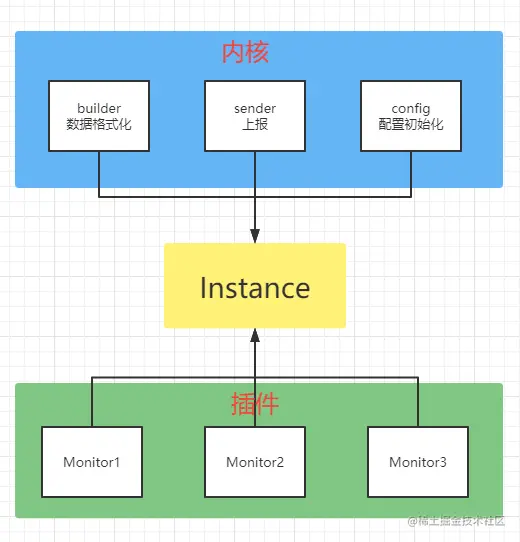 内核
builder
数据格式化
sender
上报
config
配置初始化
Instance
插件
Monitor1
Monitor2
Monitor3
@稀土掘金技术社区